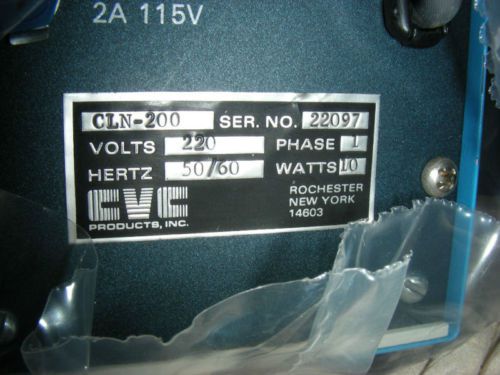 2A 115V
CLN-200 SER. NO. 22097
VOLTS 220 PHASE 1
HERTZ 50/60 WATTS 10
CVC
PRODUCTS, INC.
ROCHESTER
NEW YORK
14603